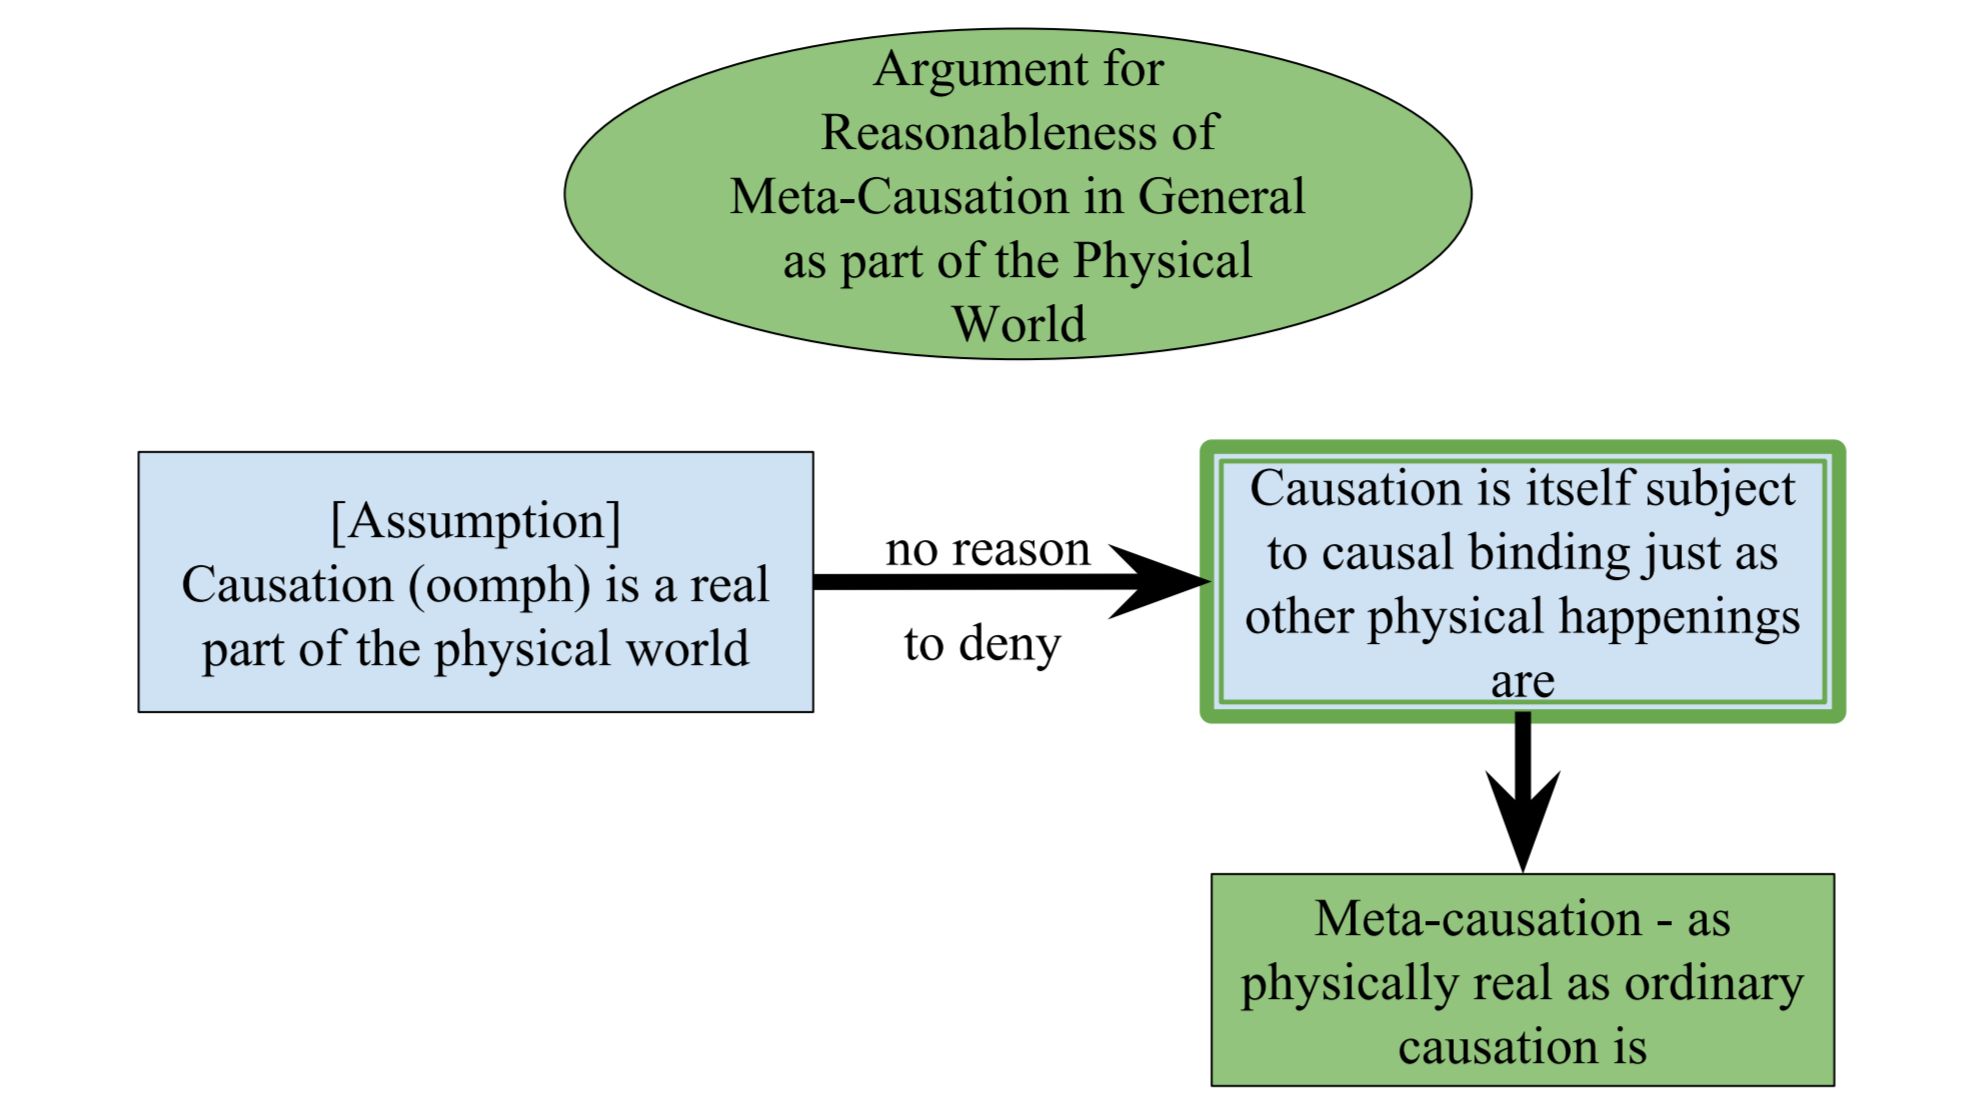 Argument for
Reasonableness of
Meta-Causation in General
as part of the Physical
World
[Assumption]
Causation (oomph) is a real
part of the physical world
no reason
to deny
Causation is itself subject
to causal binding just as
other physical happenings
are
Meta-causation - as
physically real as ordinary
causation is